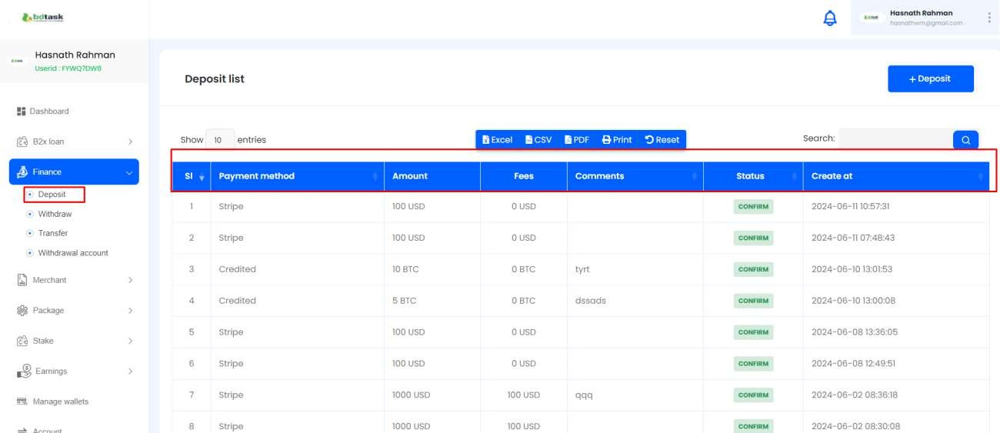 bdtask
Hasnath Rahman
hasnathwm@gmail.com
Hasnath Rahman
Userid : FYWQ7DW8
Dashboard
B2x loan
Finance
Deposit
Withdraw
Transfer
Withdrawal account
Merchant
Package
Stake
Earnings
Manage wallets
Account
Deposit list
+ Deposit
Show 10 entries
Excel CSV PDF Print Reset
Search:
Sl Payment method Amount Fees Comments Status Create at
1 Stripe 100 USD 0 USD CONFIRM 2024-06-11 10:57:31
2 Stripe 100 USD 0 USD CONFIRM 2024-06-11 07:48:43
3 Credited 10 BTC 0 BTC tyrt CONFIRM 2024-06-10 13:01:53
4 Credited 5 BTC 0 BTC dssads CONFIRM 2024-06-10 13:00:08
5 Stripe 100 USD 0 USD CONFIRM 2024-06-08 13:36:05
6 Stripe 100 USD 0 USD CONFIRM 2024-06-08 12:49:51
7 Stripe 1000 USD 100 USD qqq CONFIRM 2024-06-02 08:36:18
8 Stripe 1000 USD 100 USD CONFIRM 2024-06-02 08:30:08